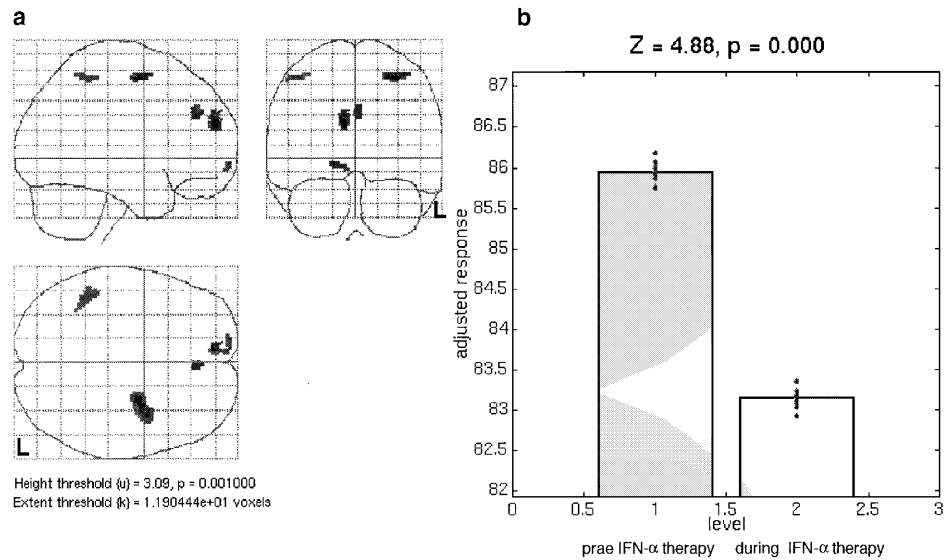 a
L
L
Height threshold {u} = 3.09, p = 0.001000
Extent threshold {k} = 1.190444e+01 voxels
b
Z = 4.88, p = 0.000
adjusted response
87
86.5
86
85.5
85
84.5
84
83.5
83
82.5
82
0 0.5 1 1.5 2 2.5 3
level
prae IFN-α therapy during IFN-α therapy